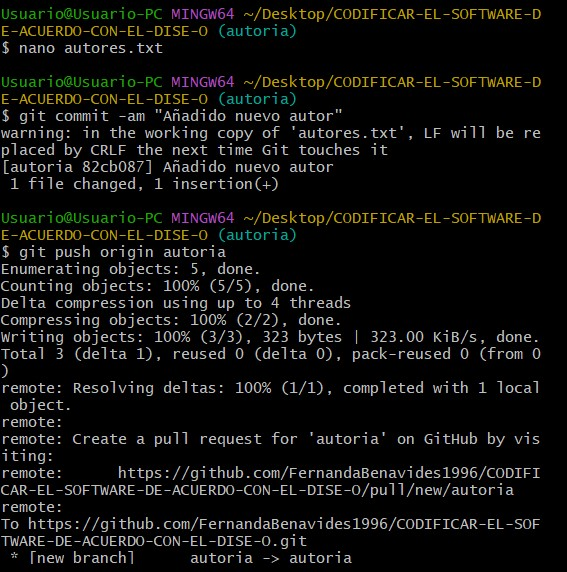 Usuario@Usuario-PC MINGW64 ~/Desktop/CODIFICAR-EL-SOFTWARE-D
E-ACUERDO-CON-EL-DISE-O (autoria)
$ nano autores.txt
Usuario@Usuario-PC MINGW64 ~/Desktop/CODIFICAR-EL-SOFTWARE-D
E-ACUERDO-CON-EL-DISE-O (autoria)
$ git commit -am "Añadido nuevo autor"
warning: in the working copy of 'autores.txt', LF will be re
placed by CRLF the next time Git touches it
[autoria 82cb087] Añadido nuevo autor
 1 file changed, 1 insertion(+)
Usuario@Usuario-PC MINGW64 ~/Desktop/CODIFICAR-EL-SOFTWARE-D
E-ACUERDO-CON-EL-DISE-O (autoria)
$ git push origin autoria
Enumerating objects: 5, done.
Counting objects: 100% (5/5), done.
Delta compression using up to 4 threads
Compressing objects: 100% (2/2), done.
Writing objects: 100% (3/3), 323 bytes | 323.00 KiB/s, done.
Total 3 (delta 1), reused 0 (delta 0), pack-reused 0 (from 0
)
remote: Resolving deltas: 100% (1/1), completed with 1 local
 object.
remote:
remote: Create a pull request for 'autoria' on GitHub by vis
iting:
remote:      https://github.com/FernandaBenavides1996/CODIFI
CAR-EL-SOFTWARE-DE-ACUERDO-CON-EL-DISE-O/pull/new/autoria
remote:
To https://github.com/FernandaBenavides1996/CODIFICAR-EL-SOF
TWARE-DE-ACUERDO-CON-EL-DISE-O.git
 * [new branch]      autoria -> autoria